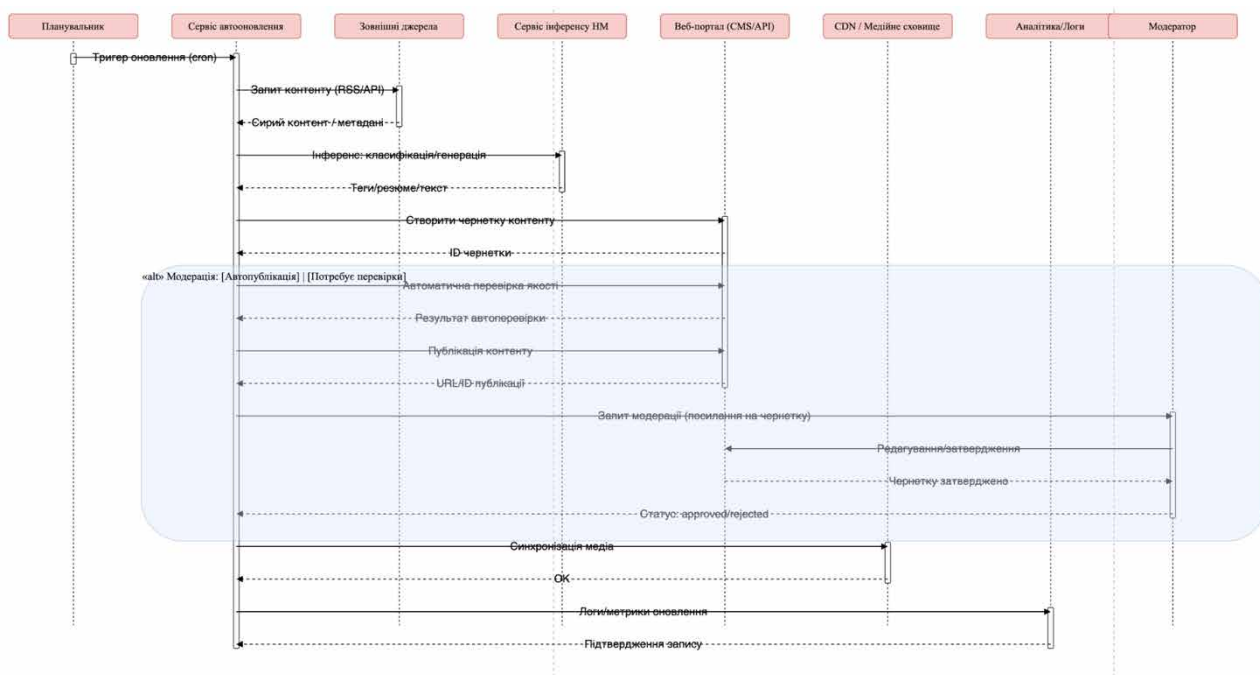 Планувальник
Сервіс автооновлення
Зовнішні джерела
Сервіс інференсу НМ
Веб-портал (CMS/API)
CDN / Медійне сховище
Аналітика/Логи
Модератор
Тригер оновлення (cron)
Запит контенту (RSS/API)
Сирий контент / метадані
Інференс: класифікація/генерація
Теги/резюме/текст
Створити чернетку контенту
ID чернетки
«alt» Модерація: [Автопублікація] | [Потребує перевірки]
Автоматична перевірка якості
Результат автоперевірки
Публікація контенту
URL/ID публікації
Запит модерації (посилання на чернетку)
Редагування/затвердження
Чернетку затверджено
Статус: approved/rejected
Синхронізація медіа
OK
Логи/метрики оновлення
Підтвердження запису